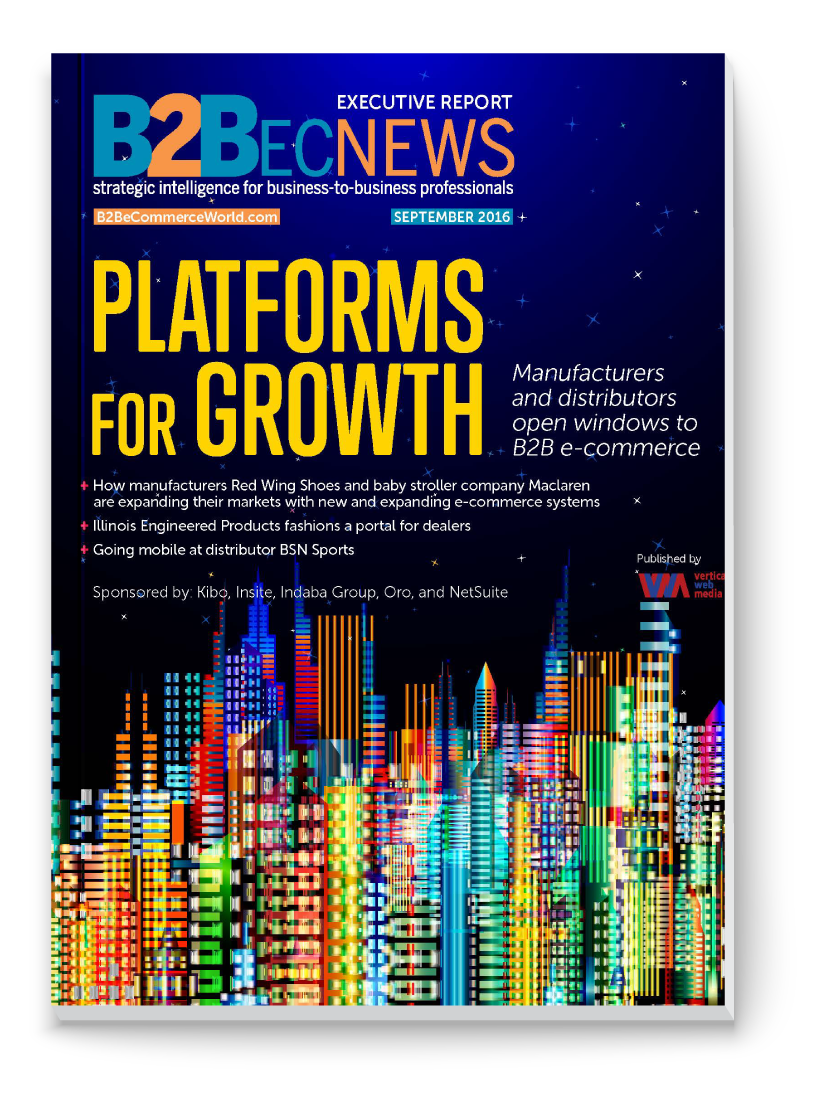 EXECUTIVE REPORT
B2BECNEWS
strategic intelligence for business-to-business professionals
B2BeCommerceWorld.com
SEPTEMBER 2016
PLATFORMS
FOR GROWTH
Manufacturers
and distributors
open windows to
B2B e-commerce
+ How manufacturers Red Wing Shoes and baby stroller company Maclaren
are expanding their markets with new and expanding e-commerce systems
+ Illinois Engineered Products fashions a portal for dealers
+ Going mobile at distributor BSN Sports
Published by
vertica
web
media
Sponsored by: Kibo, Insite, Indaba Group, Oro, and NetSuite